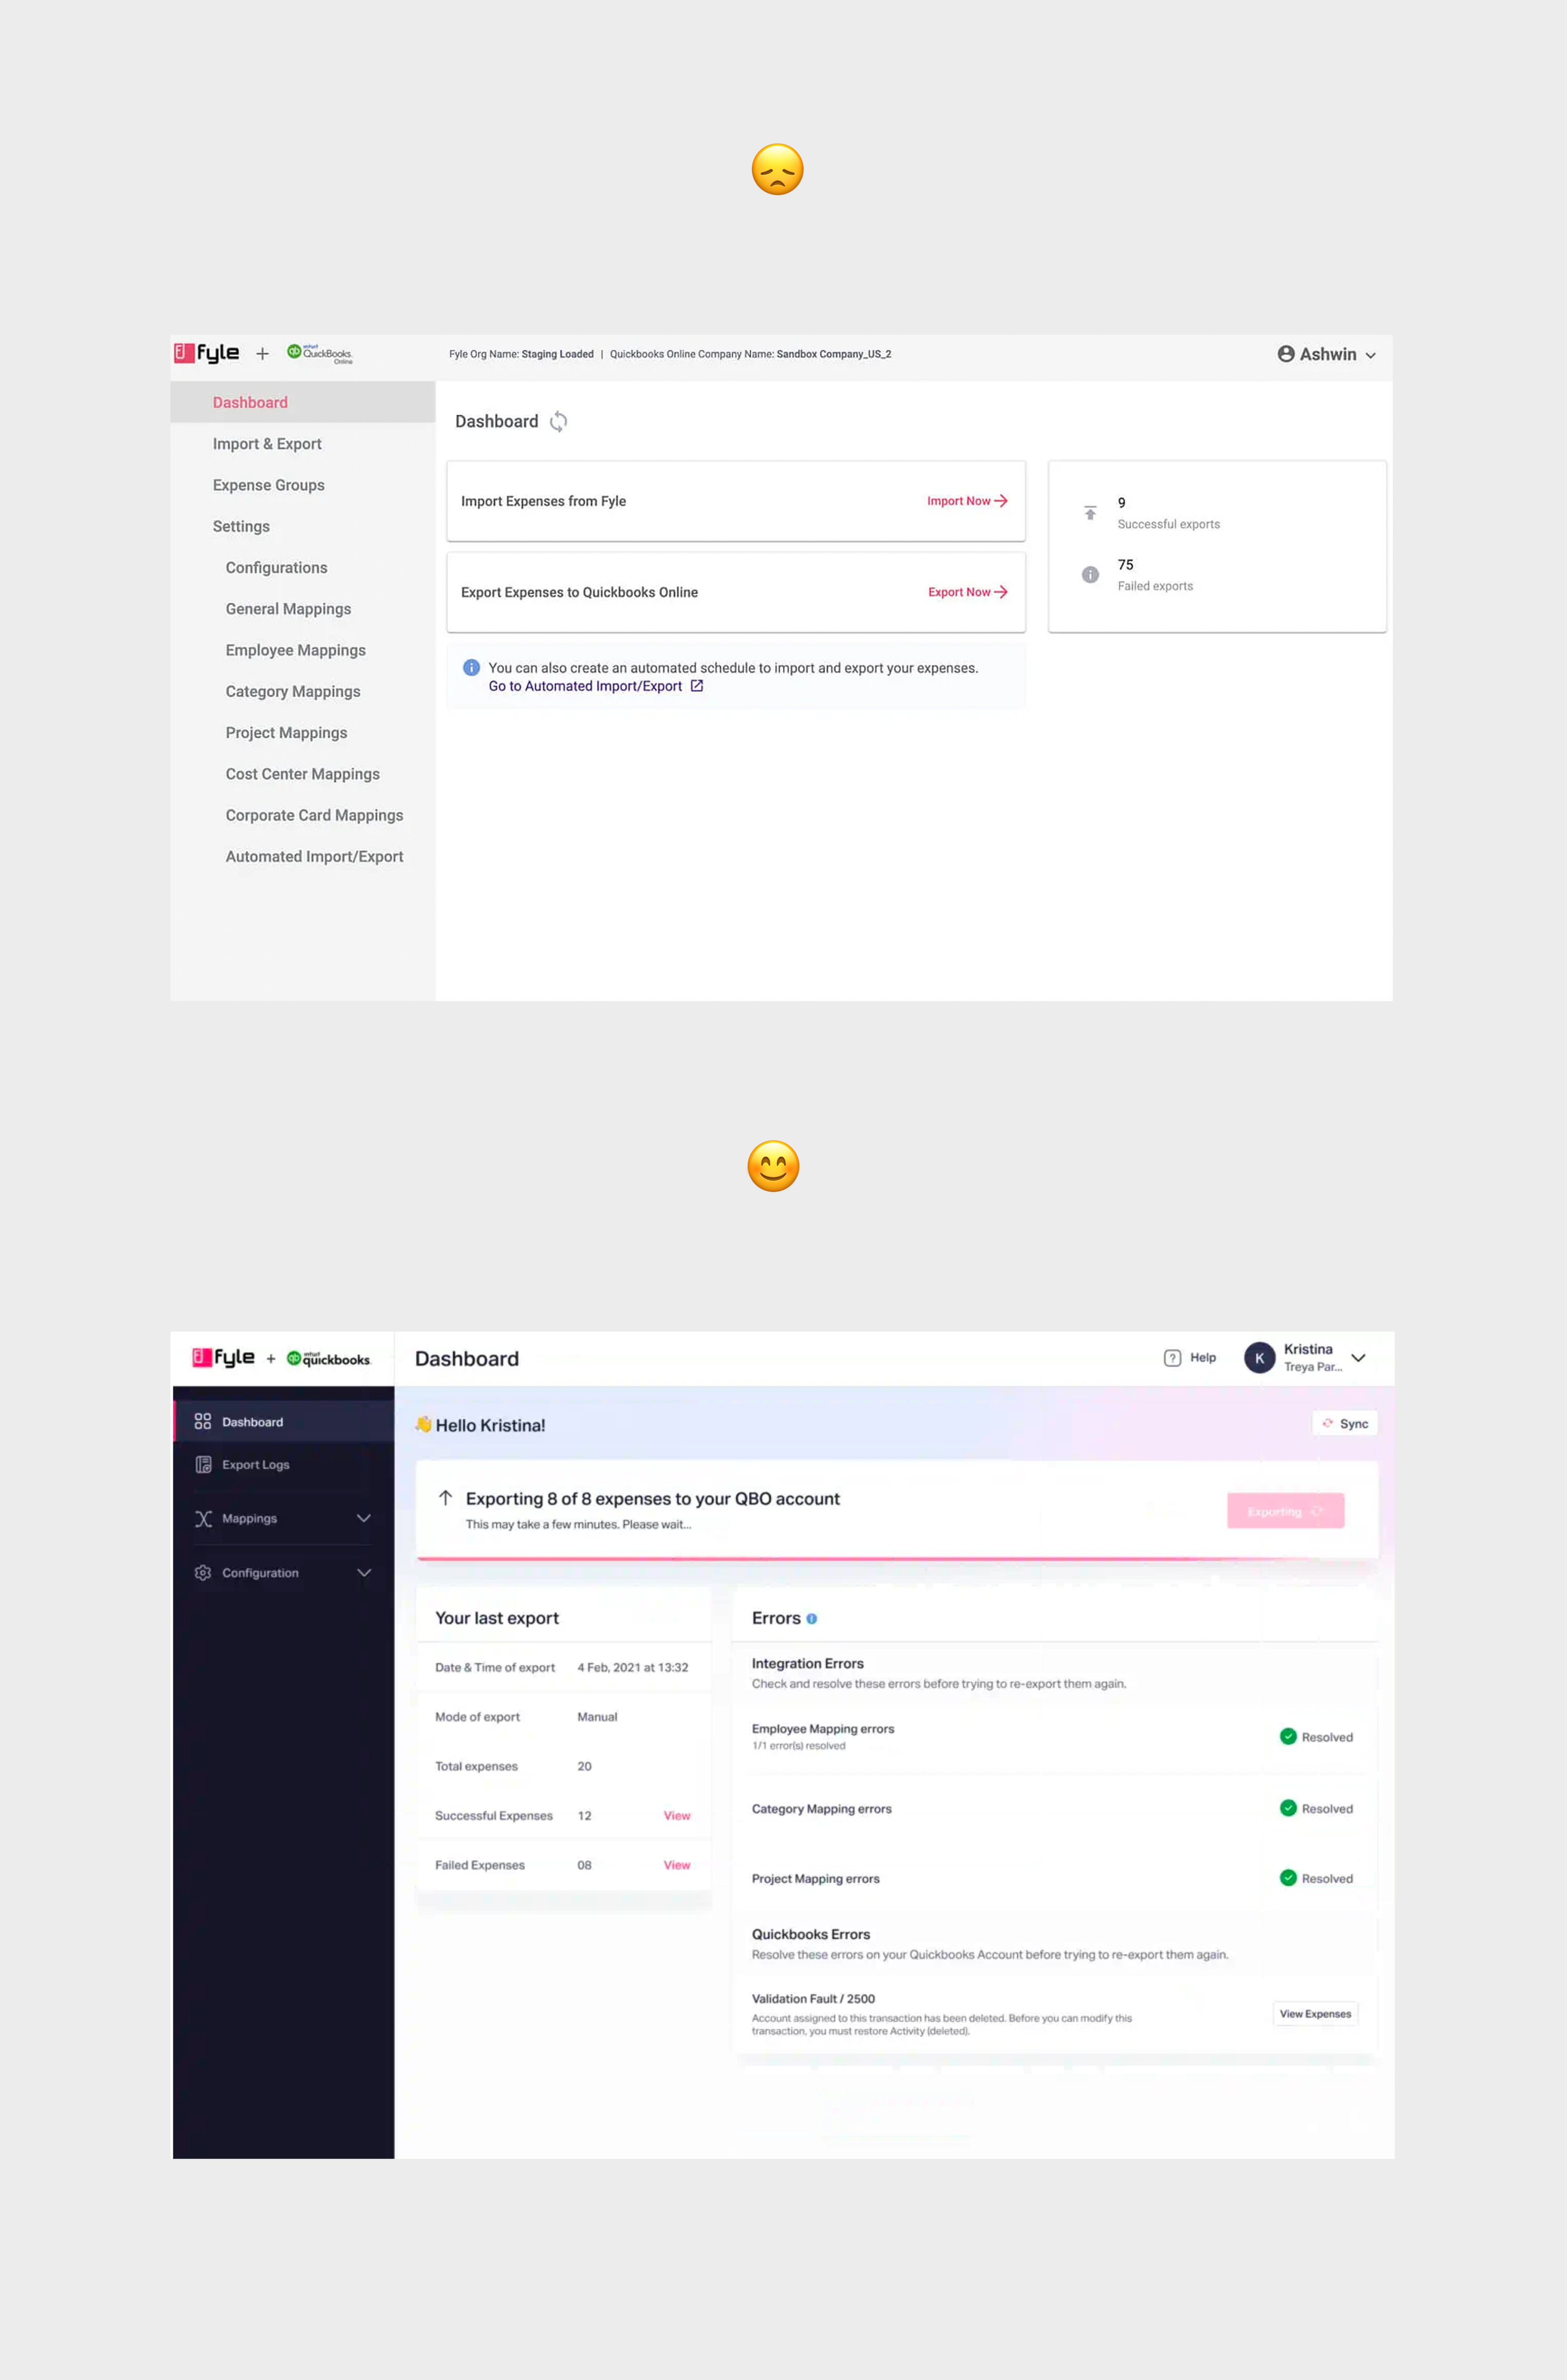 Fyle + intuit QuickBooks. Online
Fyle Org Name: Staging Loaded | Quickbooks Online Company Name: Sandbox Company_US_2
Ashwin
Dashboard
Import & Export
Expense Groups
Settings
Configurations
General Mappings
Employee Mappings
Category Mappings
Project Mappings
Cost Center Mappings
Corporate Card Mappings
Automated Import/Export
Dashboard
Import Expenses from Fyle
Import Now
Export Expenses to Quickbooks Online
Export Now
You can also create an automated schedule to import and export your expenses.
Go to Automated Import/Export
9
Successful exports
75
Failed exports
Fyle + intuit quickbooks.
Dashboard
Help
K
Kristina
Treya Par...
Dashboard
Export Logs
Mappings
Configuration
Hello Kristina!
Sync
Exporting 8 of 8 expenses to your QBO account
This may take a few minutes. Please wait...
Exporting
Your last export
Date & Time of export 4 Feb, 2021 at 13:32
Mode of export Manual
Total expenses 20
Successful Expenses 12 View
Failed Expenses 08 View
Errors
Integration Errors
Check and resolve these errors before trying to re-export them again.
Employee Mapping errors
1/1 error(s) resolved
Resolved
Category Mapping errors
Resolved
Project Mapping errors
Resolved
Quickbooks Errors
Resolve these errors on your Quickbooks Account before trying to re-export them again.
Validation Fault / 2500
Account assigned to this transaction has been deleted. Before you can modify this
transaction, you must restore Activity (deleted).
View Expenses